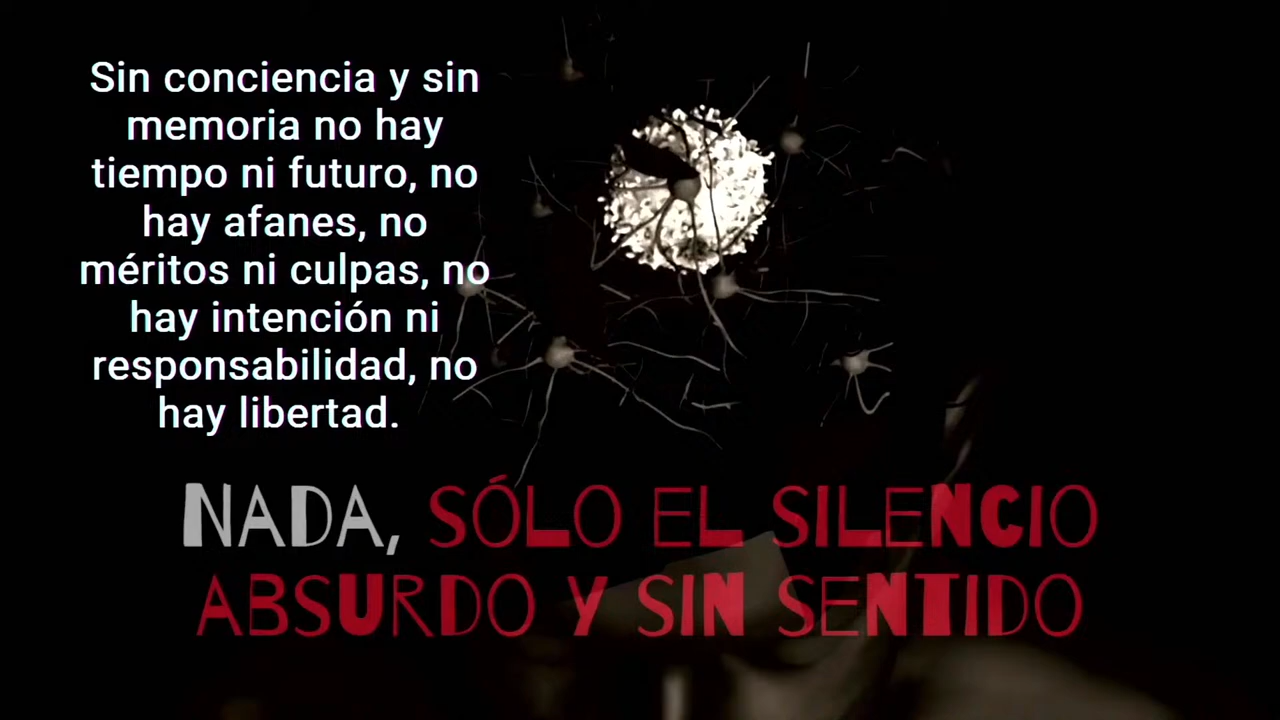 Sin conciencia y sin
memoria no hay
tiempo ni futuro, no
hay afanes, no
méritos ni culpas, no
hay intención ni
responsabilidad, no
hay libertad.
NADA, SÓLO EL SILENCIO
ABSURDO Y SIN SENTIDO